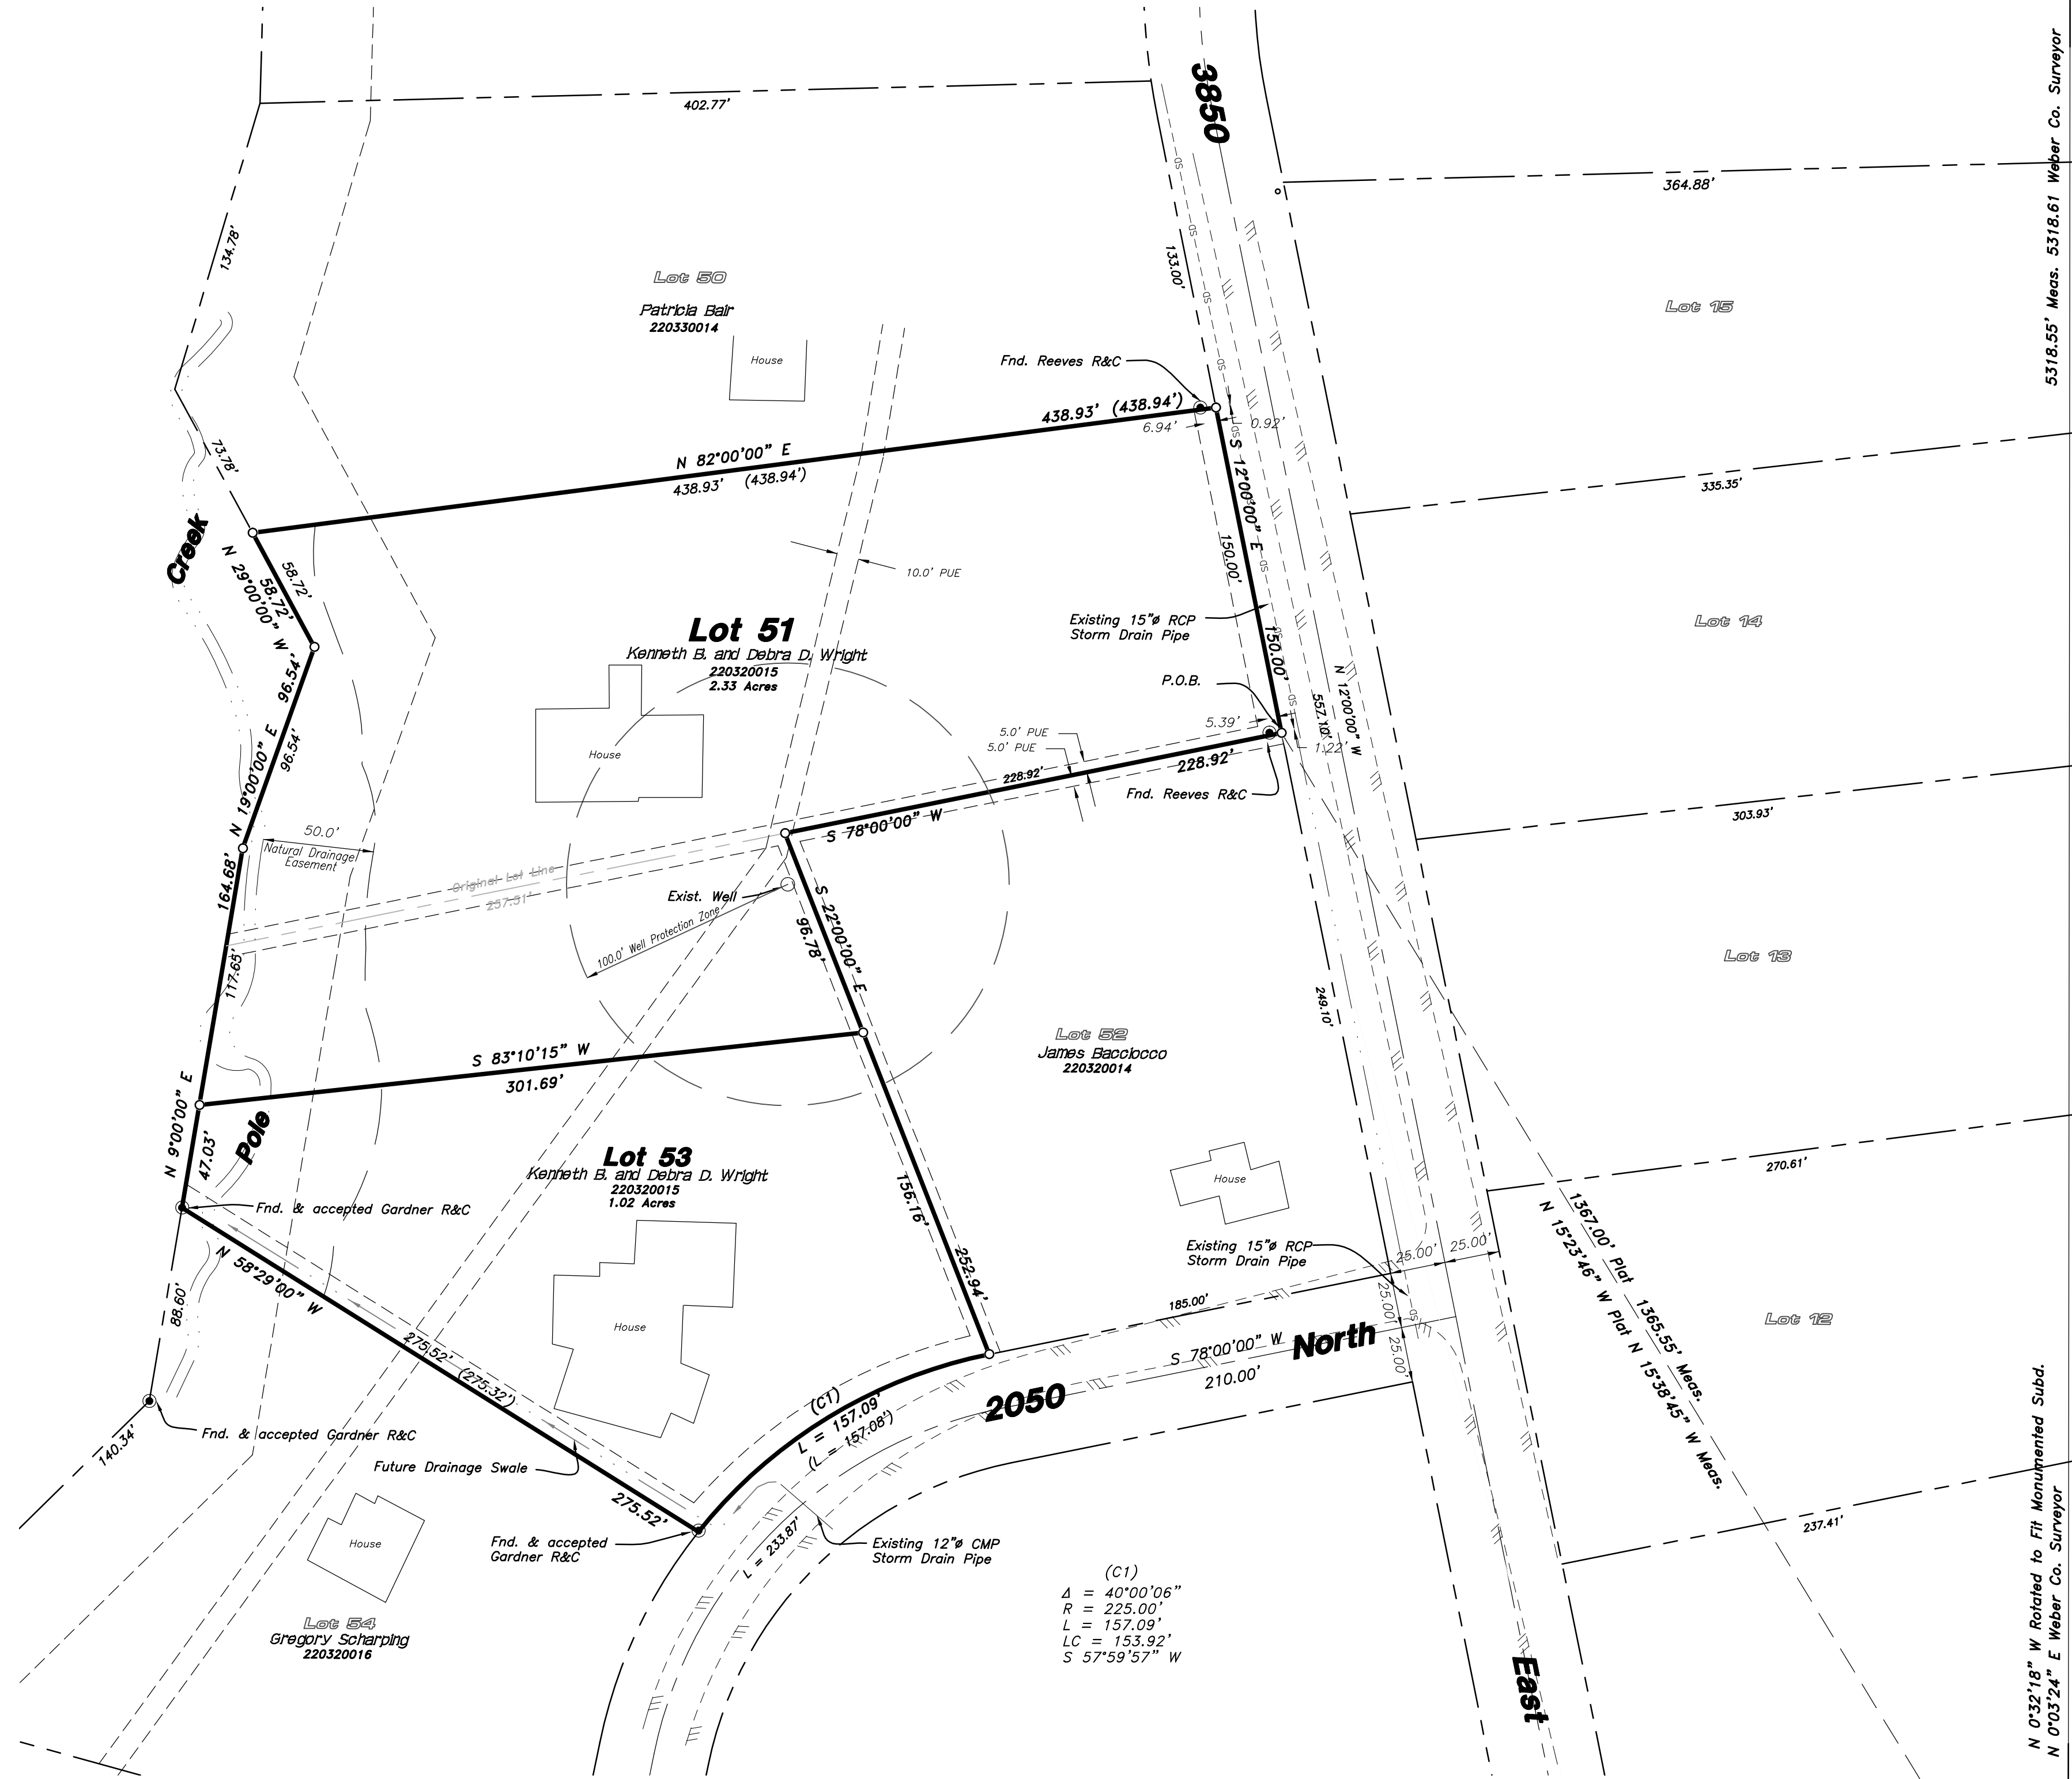 3850
402.77'
364.88'
5318.55' Meas. 5318.61 Weber Co. Surveyor
134.78'
SD
SD
133.00'
Lot 50
Patricia Bair
220330014
House
Lot 15
SD
SD
Fnd. Reeves R&C
438.93' (438.94')
6.94'
0.92'
SD
73.78'
N 82°00'00" E
438.93' (438.94')
335.35'
Creek
N 29°00'00" W
58.72'
58.72'
S 12°00'00" E
150.00'
10.0' PUE
SD
Lot 51
Kenneth B. and Debra D. Wright
220320015
2.33 Acres
Existing 15"ø RCP
Storm Drain Pipe
150.00'
SD
Lot 14
96.54'
P.O.B.
N 12°00'00" W
557.10'
SD
N 19°00'00" E
96.54'
House
5.0' PUE
5.0' PUE
5.39'
1.22'
228.92'
228.92'
Fnd. Reeves R&C
S 78°00'00" W
303.93'
50.0'
Natural Drainage
Easement
164.68'
Original Lot Line
257.51'
Exist. Well
100.0' Well Protection Zone
S 22°00'00" E
96.78'
117.65'
Lot 13
249.10'
Lot 52
James Bacciocco
220320014
S 83°10'15" W
301.69'
N 9°00'00" E
47.03'
Pole
Lot 53
Kenneth B. and Debra D. Wright
220320015
1.02 Acres
House
270.61'
156.16'
Fnd. & accepted Gardner R&C
N 58°29'00" W
252.94'
Existing 15"ø RCP
Storm Drain Pipe
25.00'
25.00'
25.00'
25.00'
SD
1367.00' Plat 1365.55' Meas.
N 15°23'46" W Plat N 15°38'45" W Meas.
88.60'
185.00'
S 78°00'00" W
210.00'
North
2050
House
Lot 12
275.52' (275.32')
(C1)
L = 157.09'
(L = 157.08')
140.34'
Fnd. & accepted Gardner R&C
Future Drainage Swale
275.52'
Fnd. & accepted
Gardner R&C
L = 233.87'
Existing 12"ø CMP
Storm Drain Pipe
237.41'
House
(C1)
Δ = 40°00'06"
R = 225.00'
L = 157.09'
LC = 153.92'
S 57°59'57" W
Lot 54
Gregory Scharping
220320016
East
N 0°32'18" W Rotated to Fit Monumented Subd.
N 0°03'24" E Weber Co. Surveyor